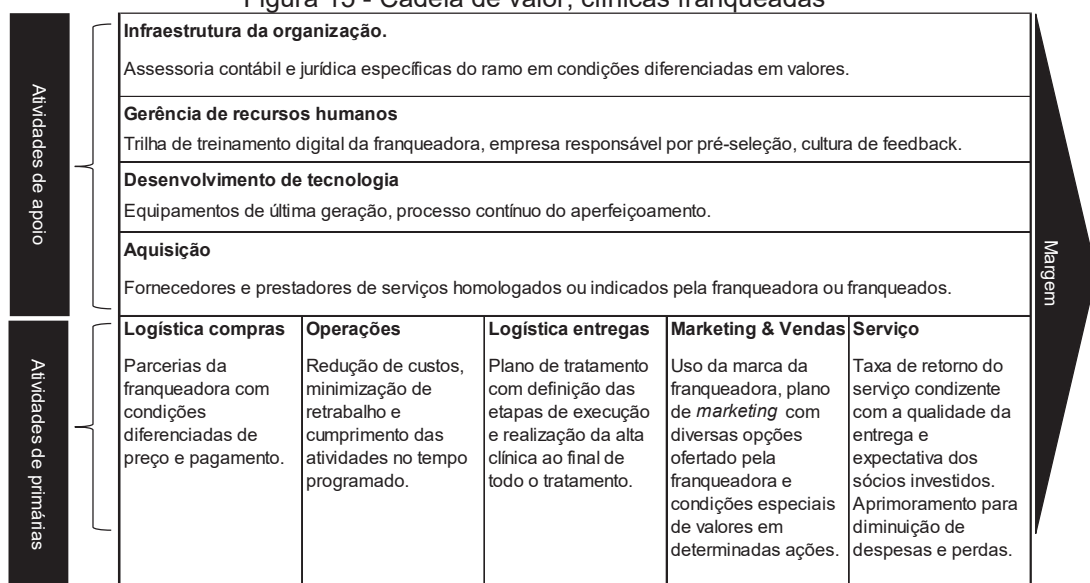 Figura 15 - Cadeia de valor, clínicas franqueadas
Atividades de apoio
Infraestrutura da organização.
Assessoria contábil e jurídica específicas do ramo em condições diferenciadas em valores.
Gerência de recursos humanos
Trilha de treinamento digital da franqueadora, empresa responsável por pré-seleção, cultura de feedback.
Desenvolvimento de tecnologia
Equipamentos de última geração, processo contínuo do aperfeiçoamento.
Aquisição
Fornecedores e prestadores de serviços homologados ou indicados pela franqueadora ou franqueados.
Margem
Atividades de primárias
Logística compras
Parcerias da
franqueadora com
condições
diferenciadas de
preço e pagamento.
Operações
Redução de custos,
minimização de
retrabalho e
cumprimento das
atividades no tempo
programado.
Logística entregas
Plano de tratamento
com definição das
etapas de execução
e realização da alta
clínica ao final de
todo o tratamento.
Marketing & Vendas
Uso da marca da
franqueadora, plano
de marketing com
diversas opções
ofertado pela
franqueadora e
condições especiais
de valores em
determinadas ações.
Serviço
Taxa de retorno do
serviço condizente
com a qualidade da
entrega e
expectativa dos
sócios investidos.
Aprimoramento para
diminuição de
despesas e perdas.